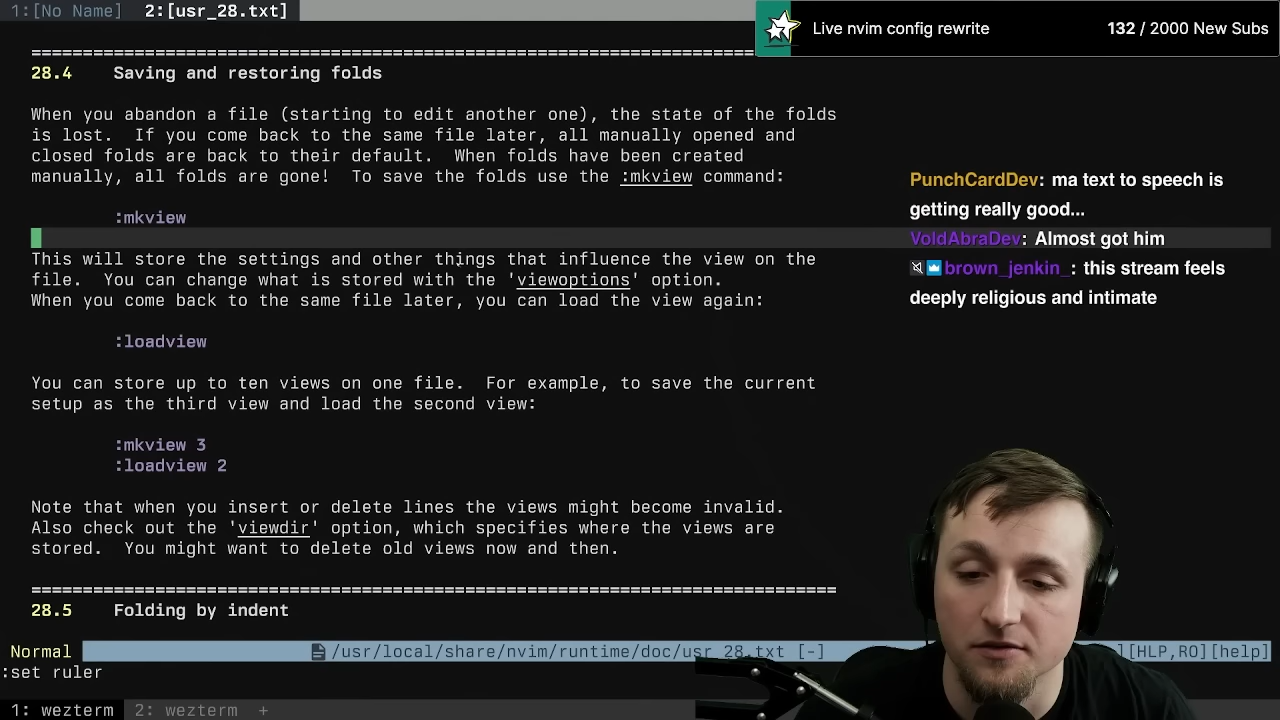 1:[No Name] 2:[usr_28.txt]
Live nvim config rewrite 132 / 2000 New Subs
==============================================================================
28.4 Saving and restoring folds
When you abandon a file (starting to edit another one), the state of the folds
is lost. If you come back to the same file later, all manually opened and
closed folds are back to their default. When folds have been created
manually, all folds are gone! To save the folds use the :mkview command:
:mkview
This will store the settings and other things that influence the view on the
file. You can change what is stored with the 'viewoptions' option.
When you come back to the same file later, you can load the view again:
:loadview
You can store up to ten views on one file. For example, to save the current
setup as the third view and load the second view:
:mkview 3
:loadview 2
Note that when you insert or delete lines the views might become invalid.
Also check out the 'viewdir' option, which specifies where the views are
stored. You might want to delete old views now and then.
==============================================================================
28.5 Folding by indent
Normal /usr/local/share/nvim/runtime/doc/usr_28.txt [-] ][HLP,RO][help]
:set ruler
1: wezterm 2: wezterm +
PunchCardDev: ma text to speech is
getting really good...
VoldAbraDev: Almost got him
brown_jenkin_: this stream feels
deeply religious and intimate